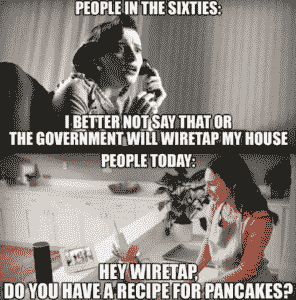 PEOPLE IN THE SIXTIES:
I BETTER NOT SAY THAT OR
THE GOVERNMENT WILL WIRETAP MY HOUSE
PEOPLE TODAY:
HEY WIRETAP,
DO YOU HAVE A RECIPE FOR PANCAKES?